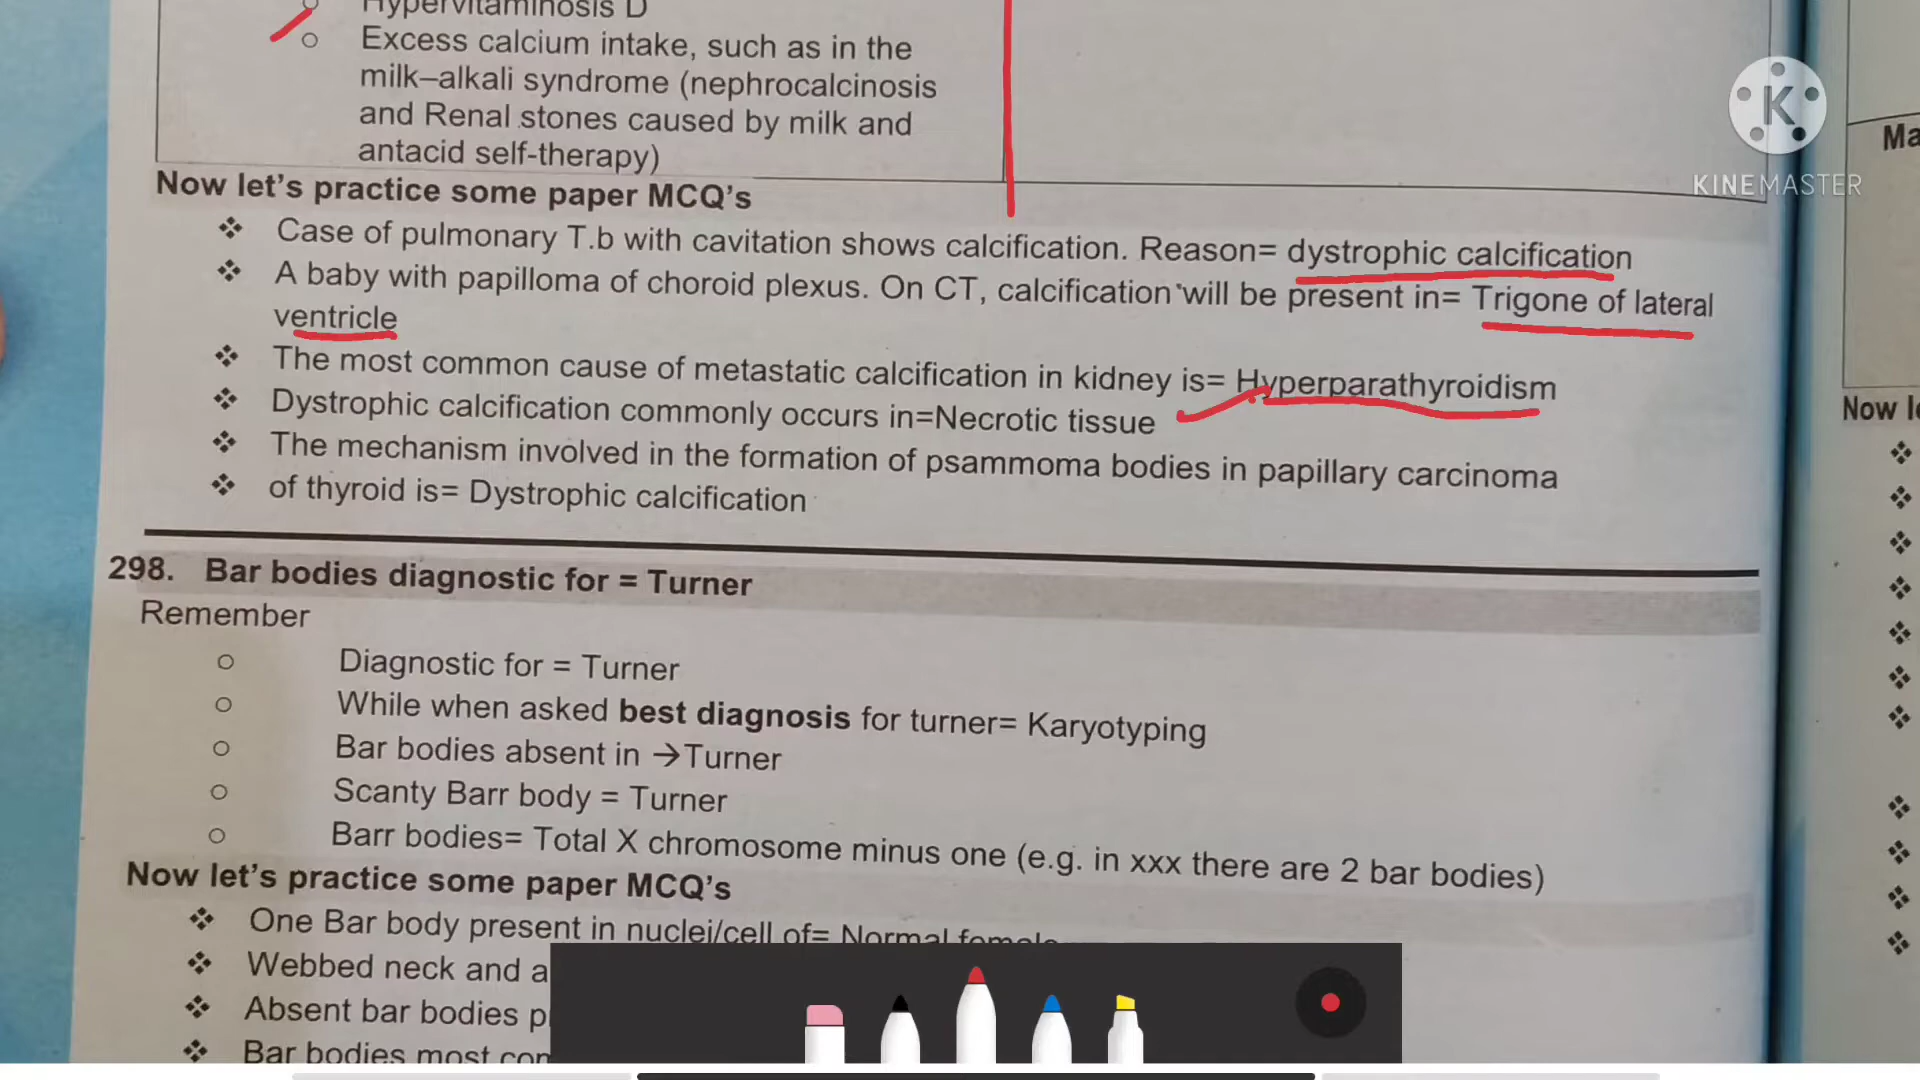 Hypervitaminosis D
Excess calcium intake, such as in the
milk–alkali syndrome (nephrocalcinosis
and Renal stones caused by milk and
antacid self-therapy)
Now let's practice some paper MCQ's
Case of pulmonary T.b with cavitation shows calcification. Reason= dystrophic calcification
A baby with papilloma of choroid plexus. On CT, calcification will be present in= Trigone of lateral
ventricle
The most common cause of metastatic calcification in kidney is= Hyperparathyroidism
Dystrophic calcification commonly occurs in=Necrotic tissue
The mechanism involved in the formation of psammoma bodies in papillary carcinoma
of thyroid is= Dystrophic calcification
298. Bar bodies diagnostic for = Turner
Remember
Diagnostic for = Turner
While when asked best diagnosis for turner= Karyotyping
Bar bodies absent in →Turner
Scanty Barr body = Turner
Barr bodies= Total X chromosome minus one (e.g. in xxx there are 2 bar bodies)
Now let's practice some paper MCQ's
One Bar body present in nuclei/cell of= Normal female
Webbed neck and a
Absent bar bodies p
Bar bodies most con
K
KINEMASTER
Ma
Now le